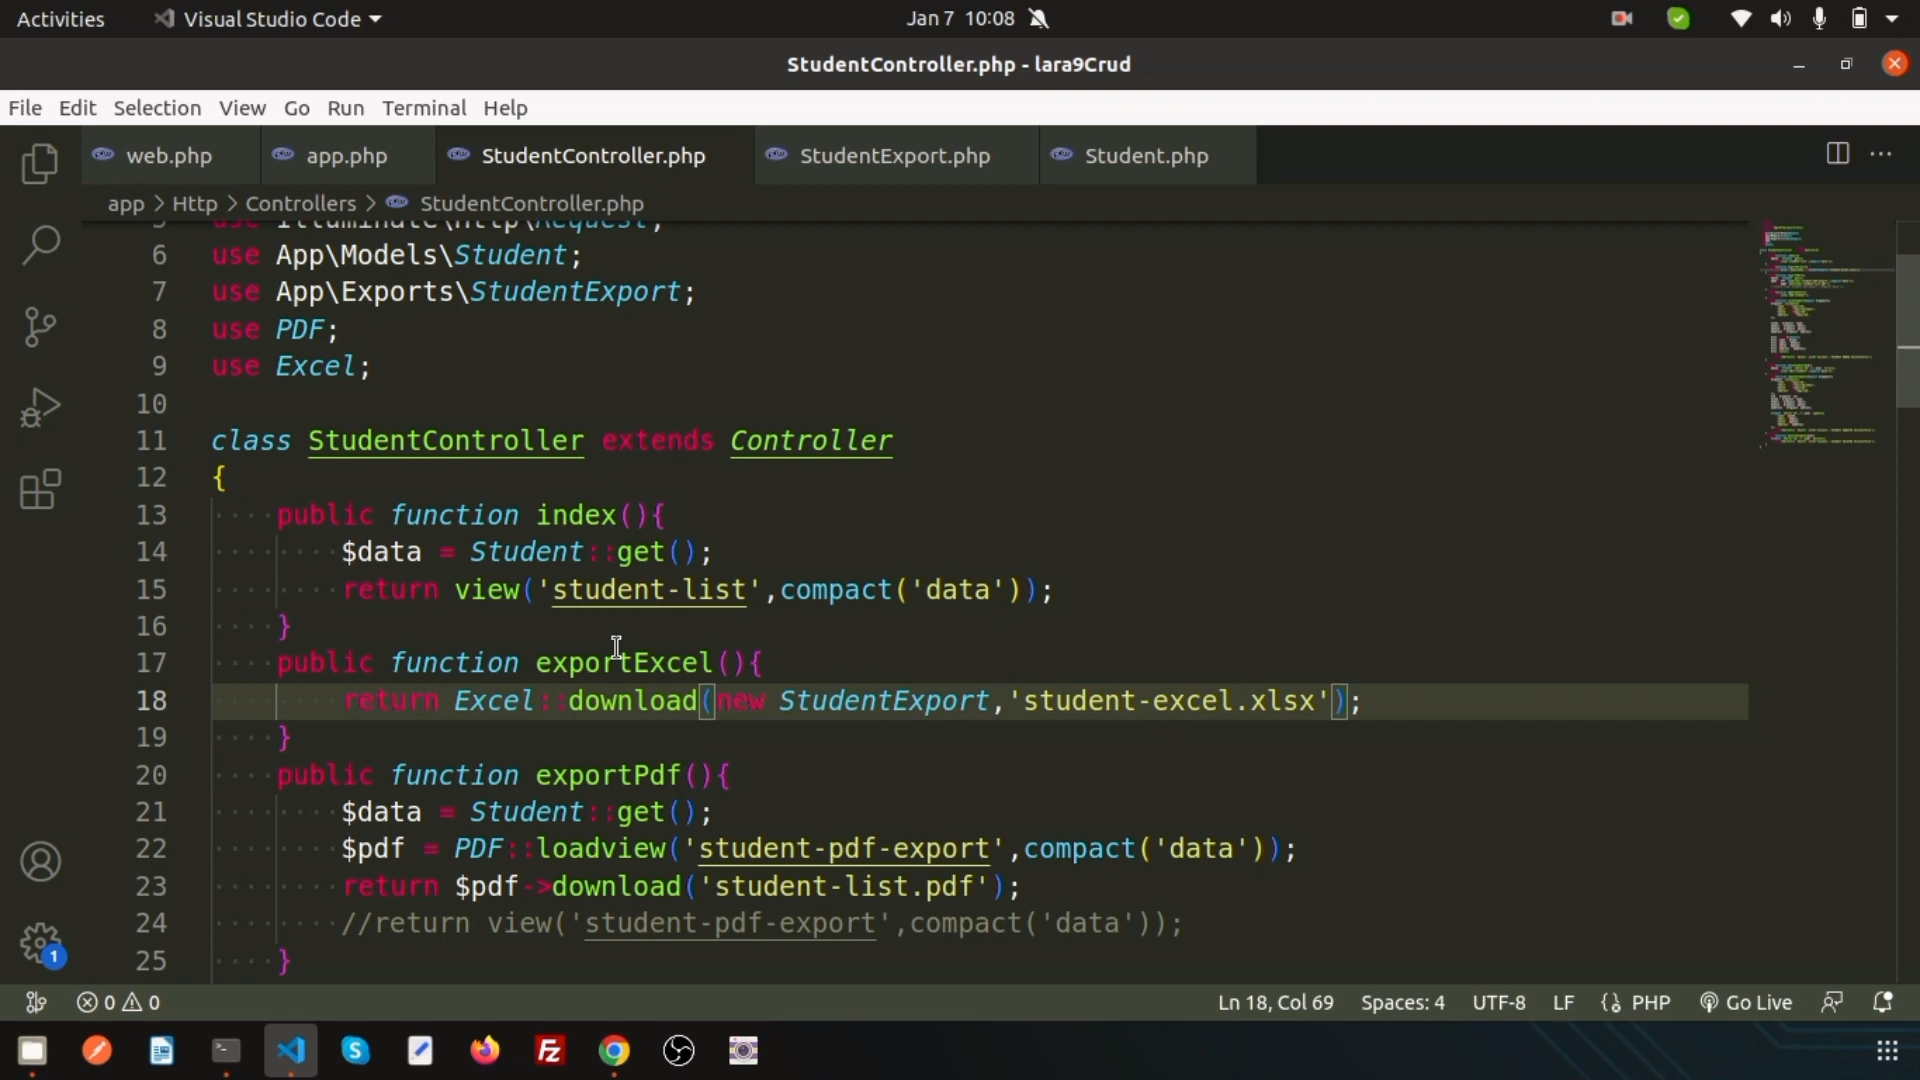 Activities
Visual Studio Code
Jan 7 10:08
StudentController.php - lara9Crud
File Edit Selection View Go Run Terminal Help
web.php app.php StudentController.php StudentExport.php Student.php
app > Http > Controllers > StudentController.php
5 use Illuminate\Http\Request;
6 use App\Models\Student;
7 use App\Exports\StudentExport;
8 use PDF;
9 use Excel;
10
11 class StudentController extends Controller
12 {
13 public function index(){
14 $data = Student::get();
15 return view('student-list',compact('data'));
16 }
17 public function exportExcel(){
18 return Excel::download(new StudentExport,'student-excel.xlsx');
19 }
20 public function exportPdf(){
21 $data = Student::get();
22 $pdf = PDF::loadview('student-pdf-export',compact('data'));
23 return $pdf->download('student-list.pdf');
24 //return view('student-pdf-export',compact('data'));
25 }
1
0 0
Ln 18, Col 69 Spaces: 4 UTF-8 LF PHP Go Live